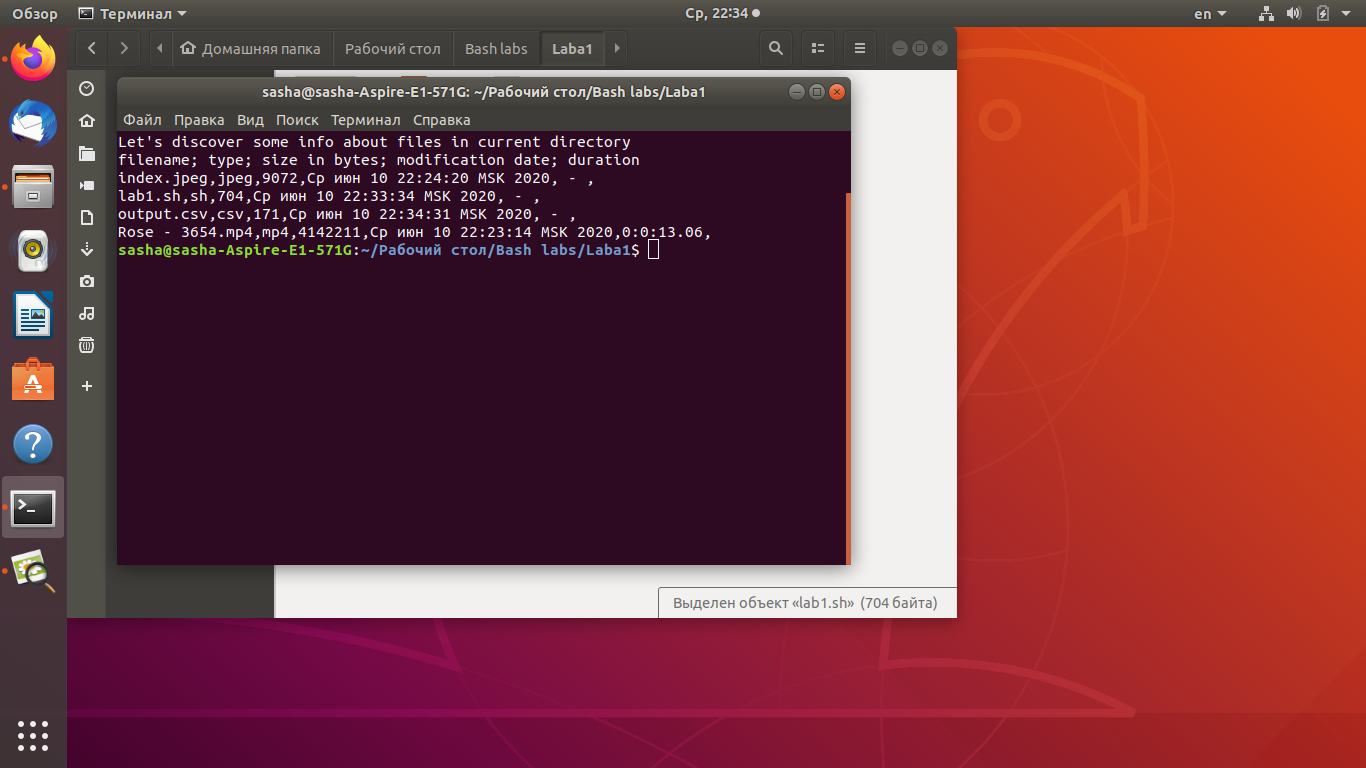 Обзор
Терминал
Ср, 22:34
en
Домашняя папка
Рабочий стол
Bash labs
Laba1
sasha@sasha-Aspire-E1-571G: ~/Рабочий стол/Bash labs/Laba1
Файл Правка Вид Поиск Терминал Справка
Let's discover some info about files in current directory
filename; type; size in bytes; modification date; duration
index.jpeg,jpeg,9072,Ср июн 10 22:24:20 MSK 2020, - ,
lab1.sh,sh,704,Ср июн 10 22:33:34 MSK 2020, - ,
output.csv,csv,171,Ср июн 10 22:34:31 MSK 2020, - ,
Rose - 3654.mp4,mp4,4142211,Ср июн 10 22:23:14 MSK 2020,0:0:13.06,
sasha@sasha-Aspire-E1-571G:~/Рабочий стол/Bash labs/Laba1$
Выделен объект «lab1.sh» (704 байта)